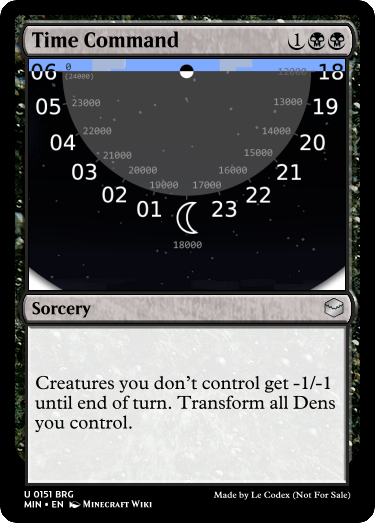 Time Command 1
06 0 12000 18
(24000)
05 23000 13000 19
04 22000 14000 20
03 21000 15000 21
02 20000 16000 22
01 19000 17000 23
18000
Sorcery
Creatures you don't control get -1/-1
until end of turn. Transform all Dens
you control.
U 0151 BRG
MIN • EN Minecraft Wiki
Made by Le Codex (Not For Sale)